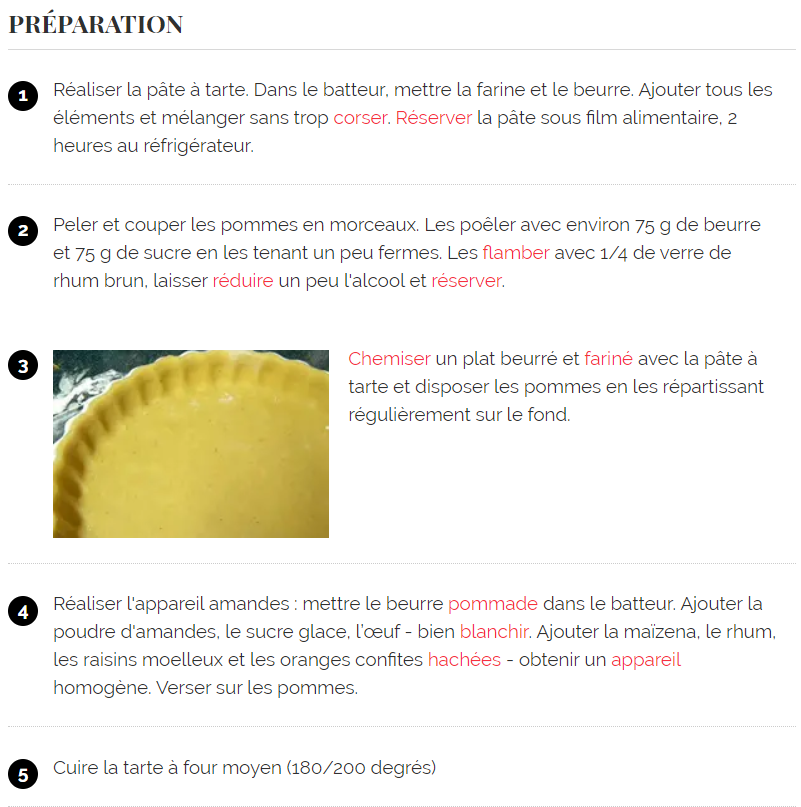 PRÉPARATION
1
Réaliser la pâte à tarte. Dans le batteur, mettre la farine et le beurre. Ajouter tous les
éléments et mélanger sans trop corser. Réserver la pâte sous film alimentaire, 2
heures au réfrigérateur.
2
Peler et couper les pommes en morceaux. Les poêler avec environ 75 g de beurre
et 75 g de sucre en les tenant un peu fermes. Les flamber avec 1/4 de verre de
rhum brun, laisser réduire un peu l'alcool et réserver.
3
Chemiser un plat beurré et fariné avec la pâte à
tarte et disposer les pommes en les répartissant
régulièrement sur le fond.
4
Réaliser l'appareil amandes : mettre le beurre pommade dans le batteur. Ajouter la
poudre d'amandes, le sucre glace, l’œuf - bien blanchir. Ajouter la maïzena, le rhum,
les raisins moelleux et les oranges confites hachées - obtenir un appareil
homogène. Verser sur les pommes.
5
Cuire la tarte à four moyen (180/200 degrés)